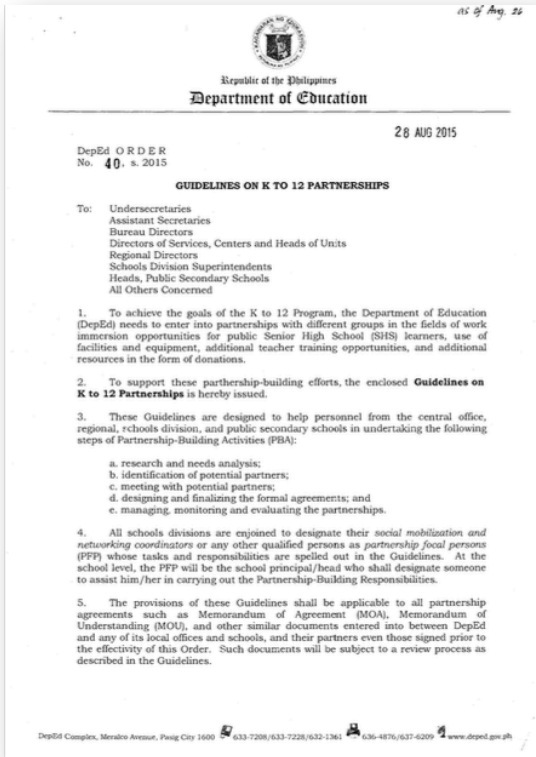 as of Aug. 26
Republic of the Philippines
Department of Education
28 AUG 2015
DepEd O R D E R
No. 40, s. 2015
GUIDELINES ON K TO 12 PARTNERSHIPS
To: Undersecretaries
Assistant Secretaries
Bureau Directors
Directors of Services, Centers and Heads of Units
Regional Directors
Schools Division Superintendents
Heads, Public Secondary Schools
All Others Concerned
1. To achieve the goals of the K to 12 Program, the Department of Education
(DepEd) needs to enter into partnerships with different groups in the fields of work
immersion opportunities for public Senior High School (SHS) learners, use of
facilities and equipment, additional teacher training opportunities, and additional
resources in the form of donations.
2. To support these parthership-building efforts, the enclosed Guidelines on
K to 12 Partnerships is hereby issued.
3. These Guidelines are designed to help personnel from the central office,
regional, schools division, and public secondary schools in undertaking the following
steps of Partnership-Building Activities (PBA):
a. research and needs analysis;
b. identification of potential partners;
c. meeting with potential partners;
d. designing and finalizing the formal agreements; and
e. managing, monitoring and evaluating the partnerships.
4. All schools divisions are enjoined to designate their social mobilization and
networking coordinators or any other qualified persons as partnership focal persons
(PFP) whose tasks and responsibilities are spelled out in the Guidelines. At the
school level, the PFP will be the school principal/head who shall designate someone
to assist him/her in carrying out the Partnership-Building Responsibilities.
5. The provisions of these Guidelines shall be applicable to all partnership
agreements such as Memorandum of Agreement (MOA), Memorandum of
Understanding (MOU), and other similar documents entered into between DepEd
and any of its local offices and schools, and their partners even those signed prior to
the effectivity of this Order. Such documents will be subject to a review process as
described in the Guidelines.
DepEd Complex, Meralco Avenue, Pasig City 1600 633-7208/633-7228/632-1361 636-4876/637-6209 www.deped.gov.ph